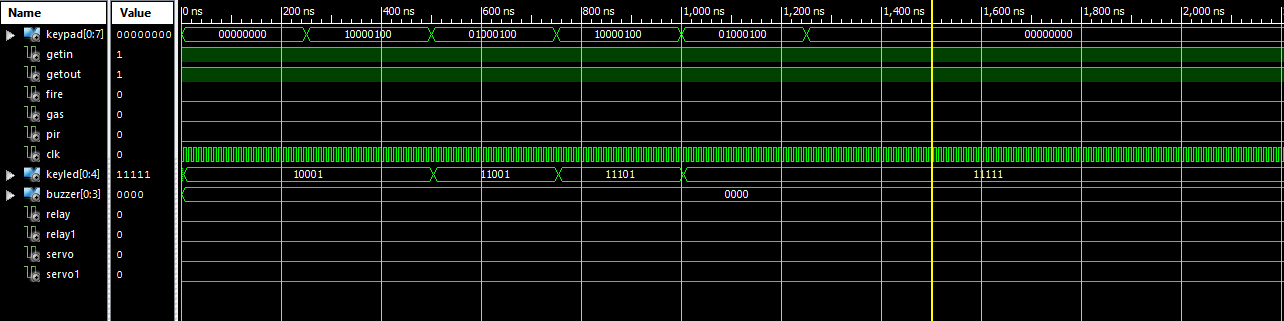 Name Value 0 ns 200 ns 400 ns 600 ns 800 ns 1,000 ns 1,200 ns 1,400 ns 1,600 ns 1,800 ns 2,000 ns
keypad[0:7] 00000000 00000000 10000100 01000100 10000100 01000100 00000000
getin 1
getout 1
fire 0
gas 0
pir 0
clk 0
keyled[0:4] 11111 10001 11001 11101 11111
buzzer[0:3] 0000 0000
relay 0
relay1 0
servo 0
servo1 0